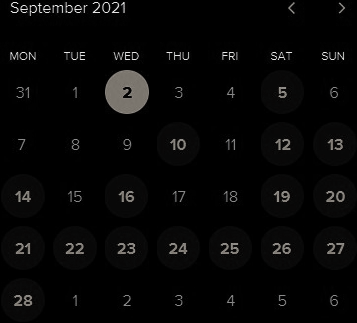 September 2021 < >
MON TUE WED THU FRI SAT SUN
31 1 2 3 4 5 6
7 8 9 10 11 12 13
14 15 16 17 18 19 20
21 22 23 24 25 26 27
28 1 2 3 4 5 6